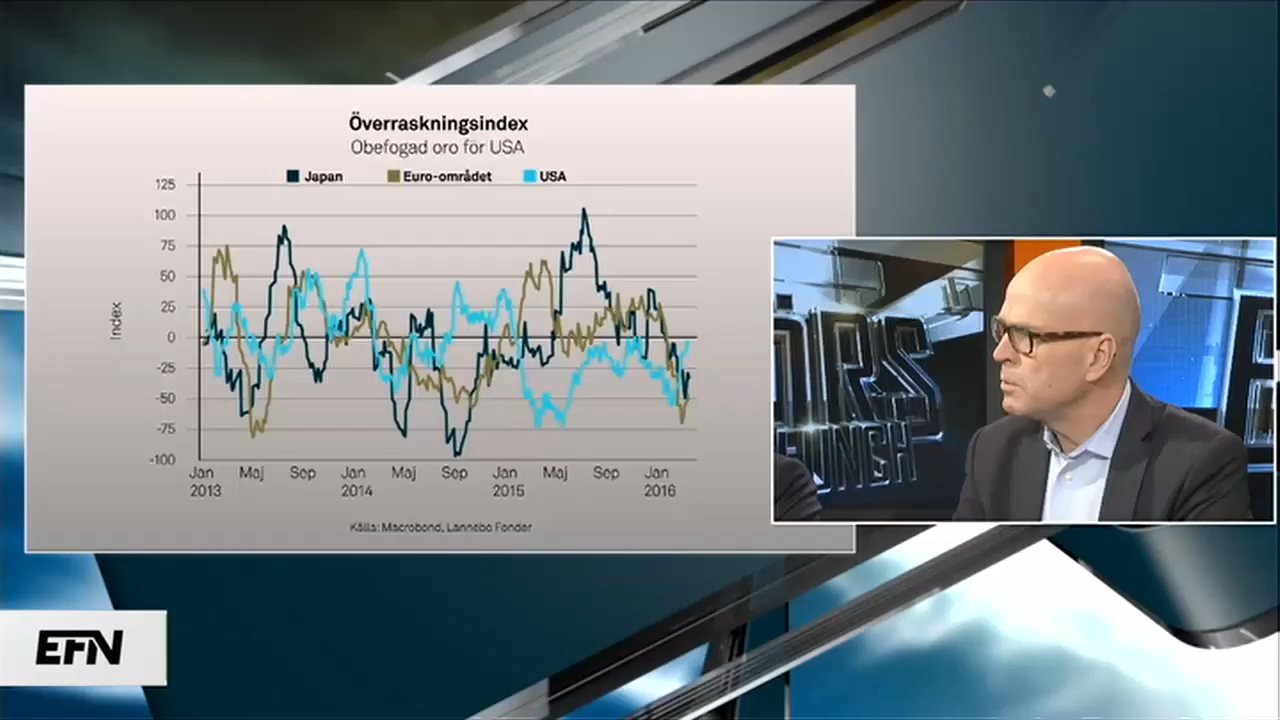 Överraskningsindex
Obefogad oro för USA
Japan Euro-området USA
125
100
75
50
25
0
-25
-50
-75
-100
Index
Jan Maj Sep Jan Maj Sep Jan Maj Sep Jan
2013 2014 2015 2016
Källa: Macrobond, Lannebo Fonder
ÖRS
LUNCH
EFN